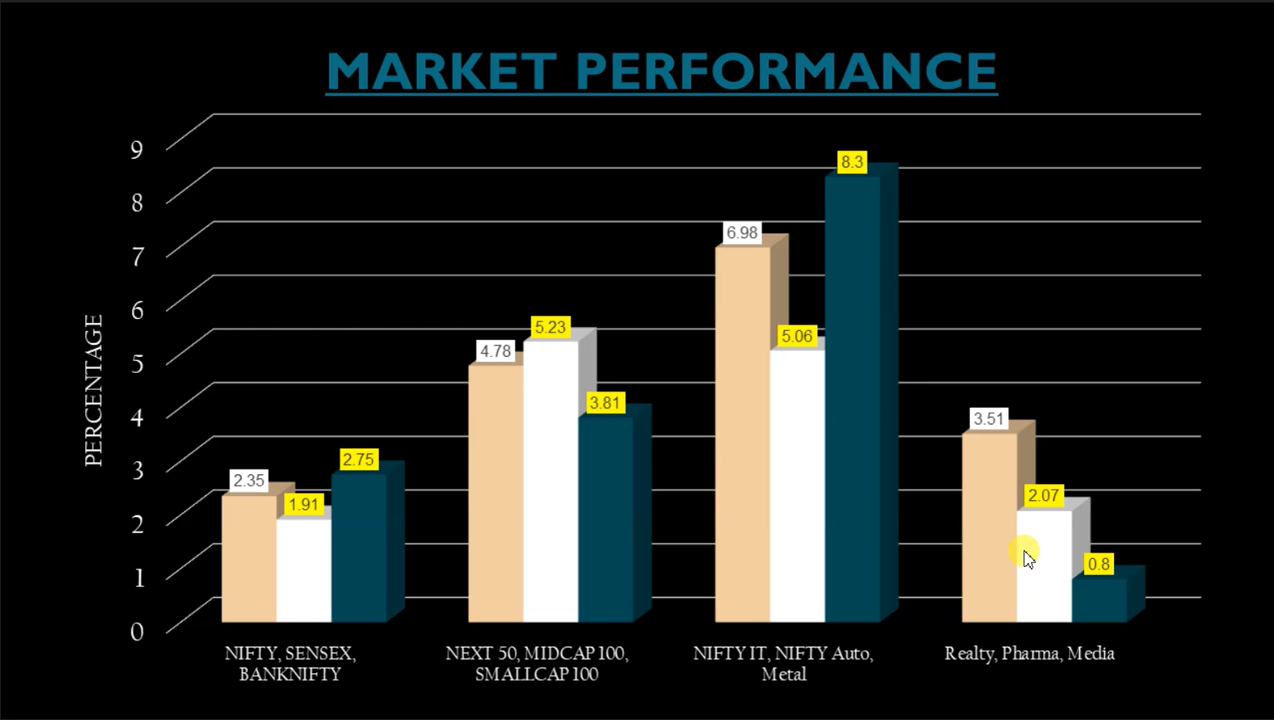 MARKET PERFORMANCE
PERCENTAGE
9
8
7
6
5
4
3
2
1
0
2.35
1.91
2.75
4.78
5.23
3.81
6.98
5.06
8.3
3.51
2.07
0.8
NIFTY, SENSEX,
BANKNIFTY
NEXT 50, MIDCAP 100,
SMALLCAP 100
NIFTY IT, NIFTY Auto,
Metal
Realty, Pharma, Media